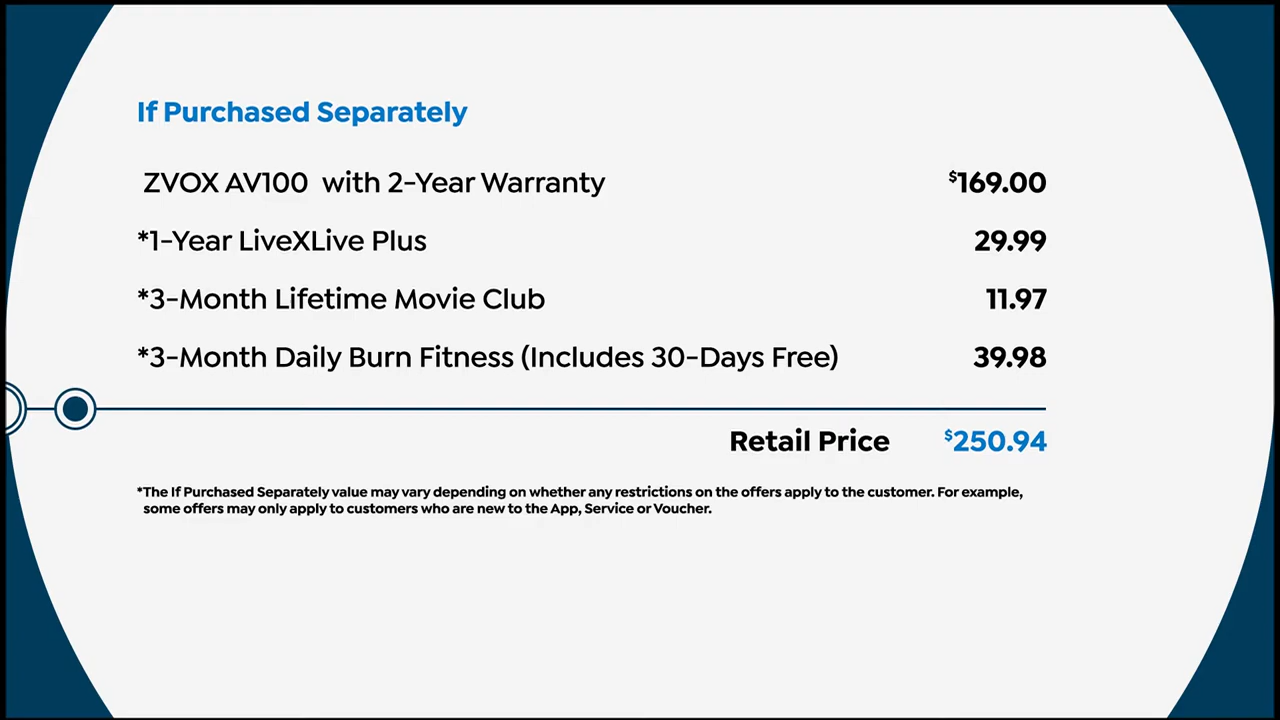 If Purchased Separately
ZVOX AV100 with 2-Year Warranty $169.00
*1-Year LiveXLive Plus 29.99
*3-Month Lifetime Movie Club 11.97
*3-Month Daily Burn Fitness (Includes 30-Days Free) 39.98
Retail Price $250.94
*The If Purchased Separately value may vary depending on whether any restrictions on the offers apply to the customer. For example,
some offers may only apply to customers who are new to the App, Service or Voucher.